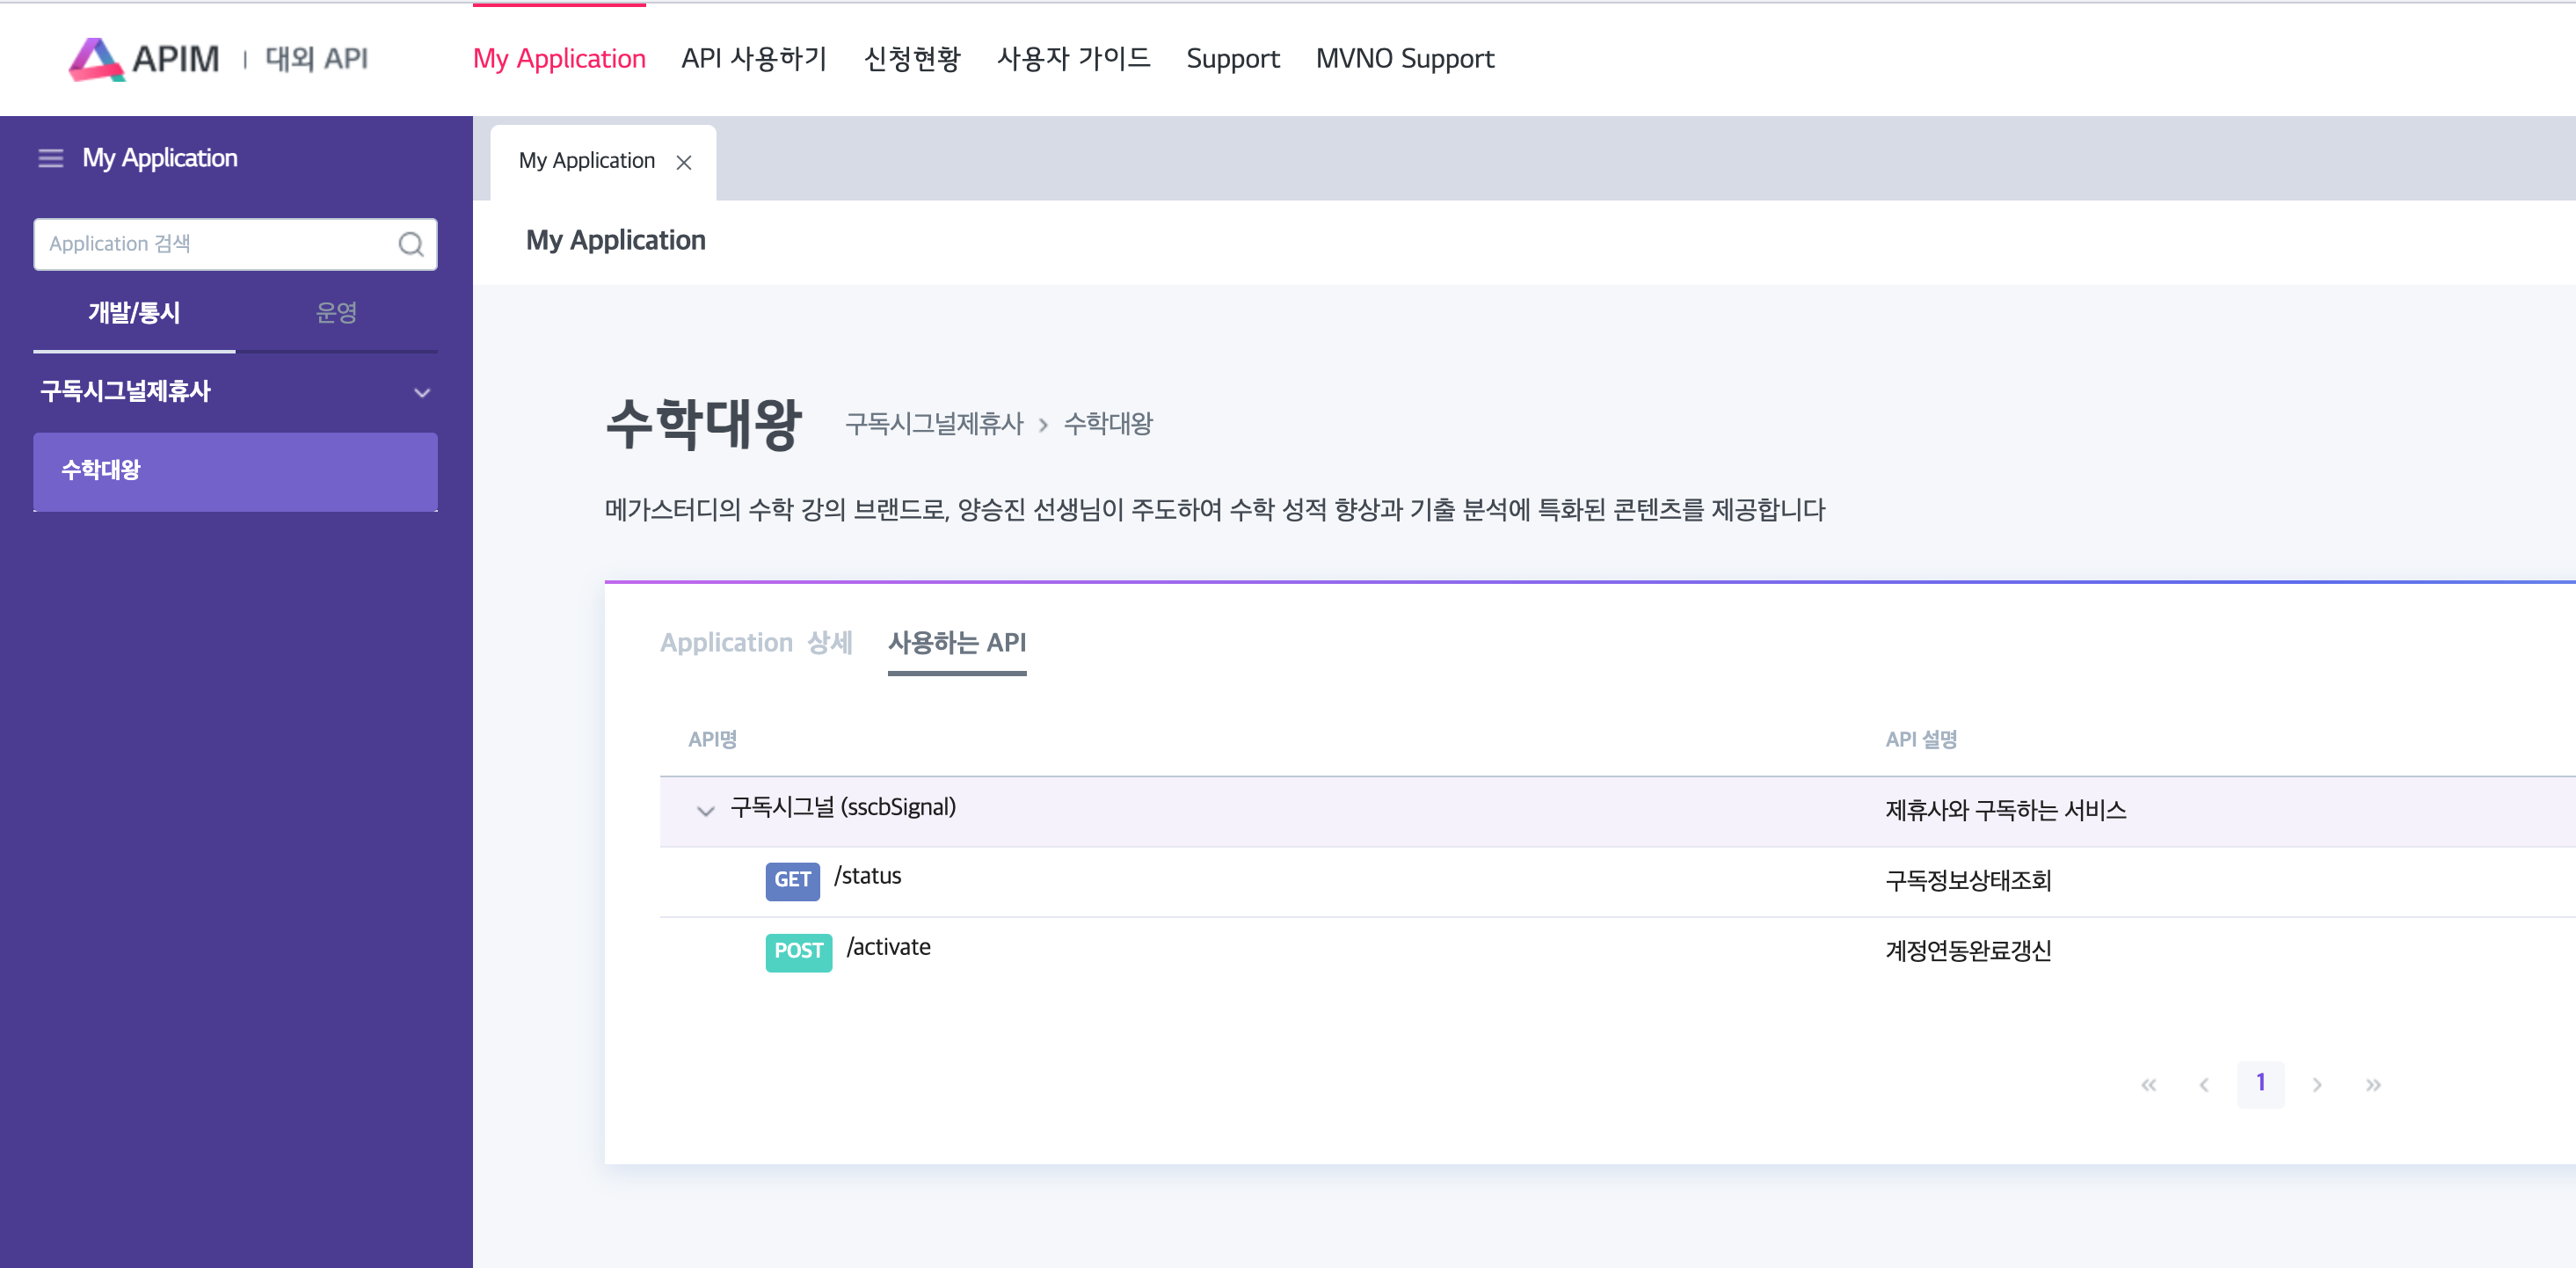 APIM | 대외 API
My Application API 사용하기 신청현황 사용자 가이드 Support MVNO Support
My Application
Application 검색
개발/통시 운영
구독시그널제휴사
수학대왕
My Application
My Application
수학대왕 구독시그널제휴사 > 수학대왕
메가스터디의 수학 강의 브랜드로, 양승진 선생님이 주도하여 수학 성적 향상과 기출 분석에 특화된 콘텐츠를 제공합니다
Application 상세 사용하는 API
API명 API 설명
구독시그널 (sscbSignal) 제휴사와 구독하는 서비스
GET /status 구독정보상태조회
POST /activate 계정연동완료갱신
« ‹ 1 › »